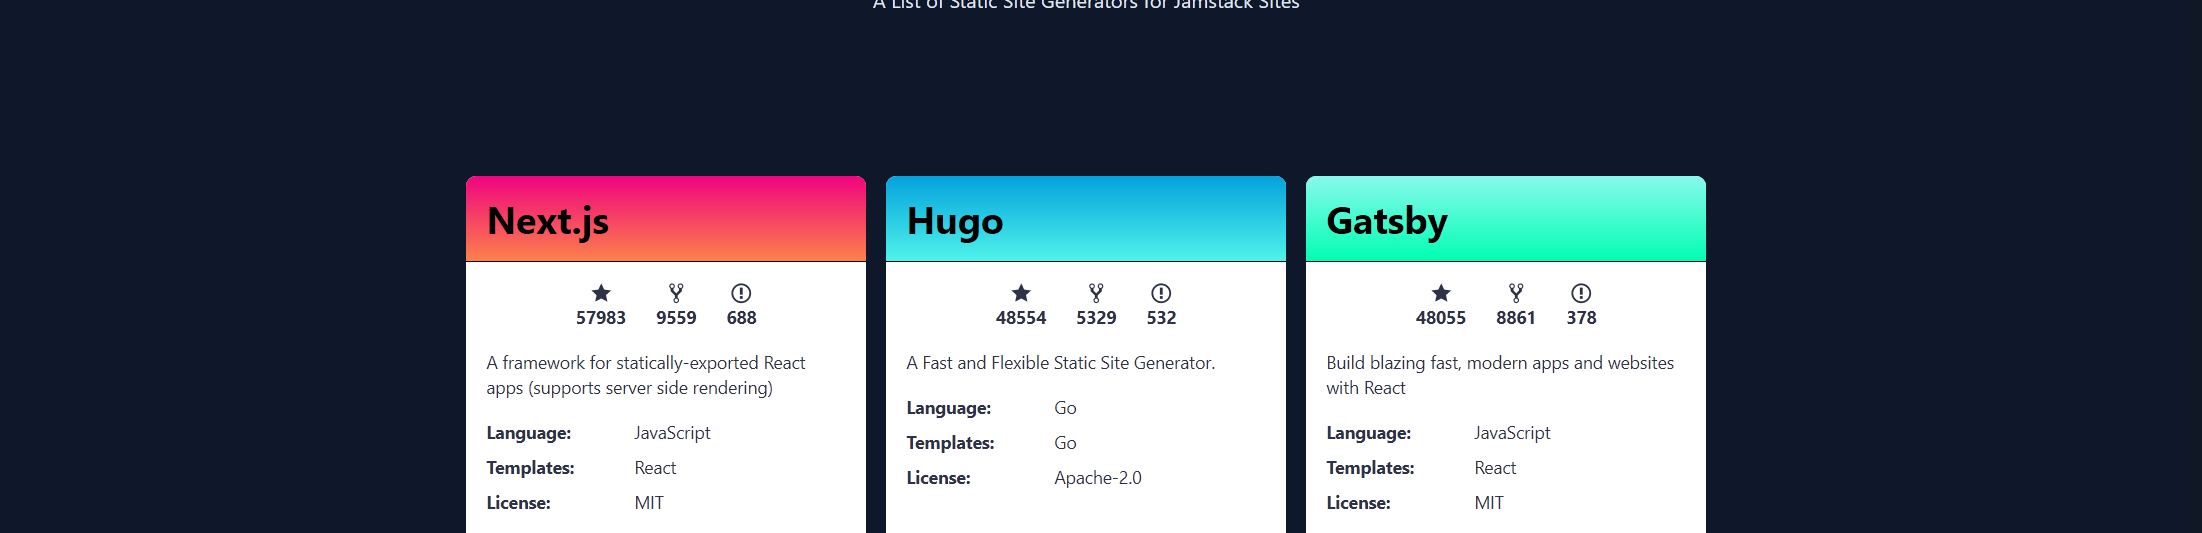 A List of Static Site Generators for Jamstack Sites
Next.js
57983 9559 688
A framework for statically-exported React
apps (supports server side rendering)
Language: JavaScript
Templates: React
License: MIT
Hugo
48554 5329 532
A Fast and Flexible Static Site Generator.
Language: Go
Templates: Go
License: Apache-2.0
Gatsby
48055 8861 378
Build blazing fast, modern apps and websites
with React
Language: JavaScript
Templates: React
License: MIT